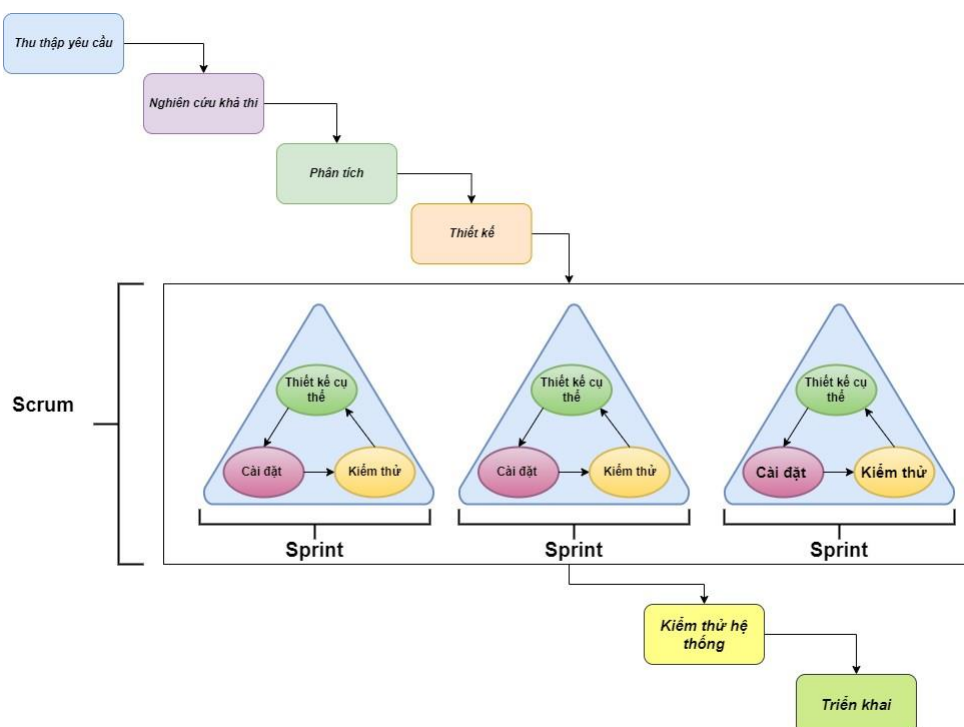 Thu thập yêu cầu
Nghiên cứu khả thi
Phân tích
Thiết kế
Scrum
Thiết kế cụ
thể
Cài đặt
Kiểm thử
Sprint
Thiết kế cụ
thể
Cài đặt
Kiểm thử
Sprint
Thiết kế cụ
thể
Cài đặt
Kiểm thử
Sprint
Kiểm thử hệ
thống
Triển khai